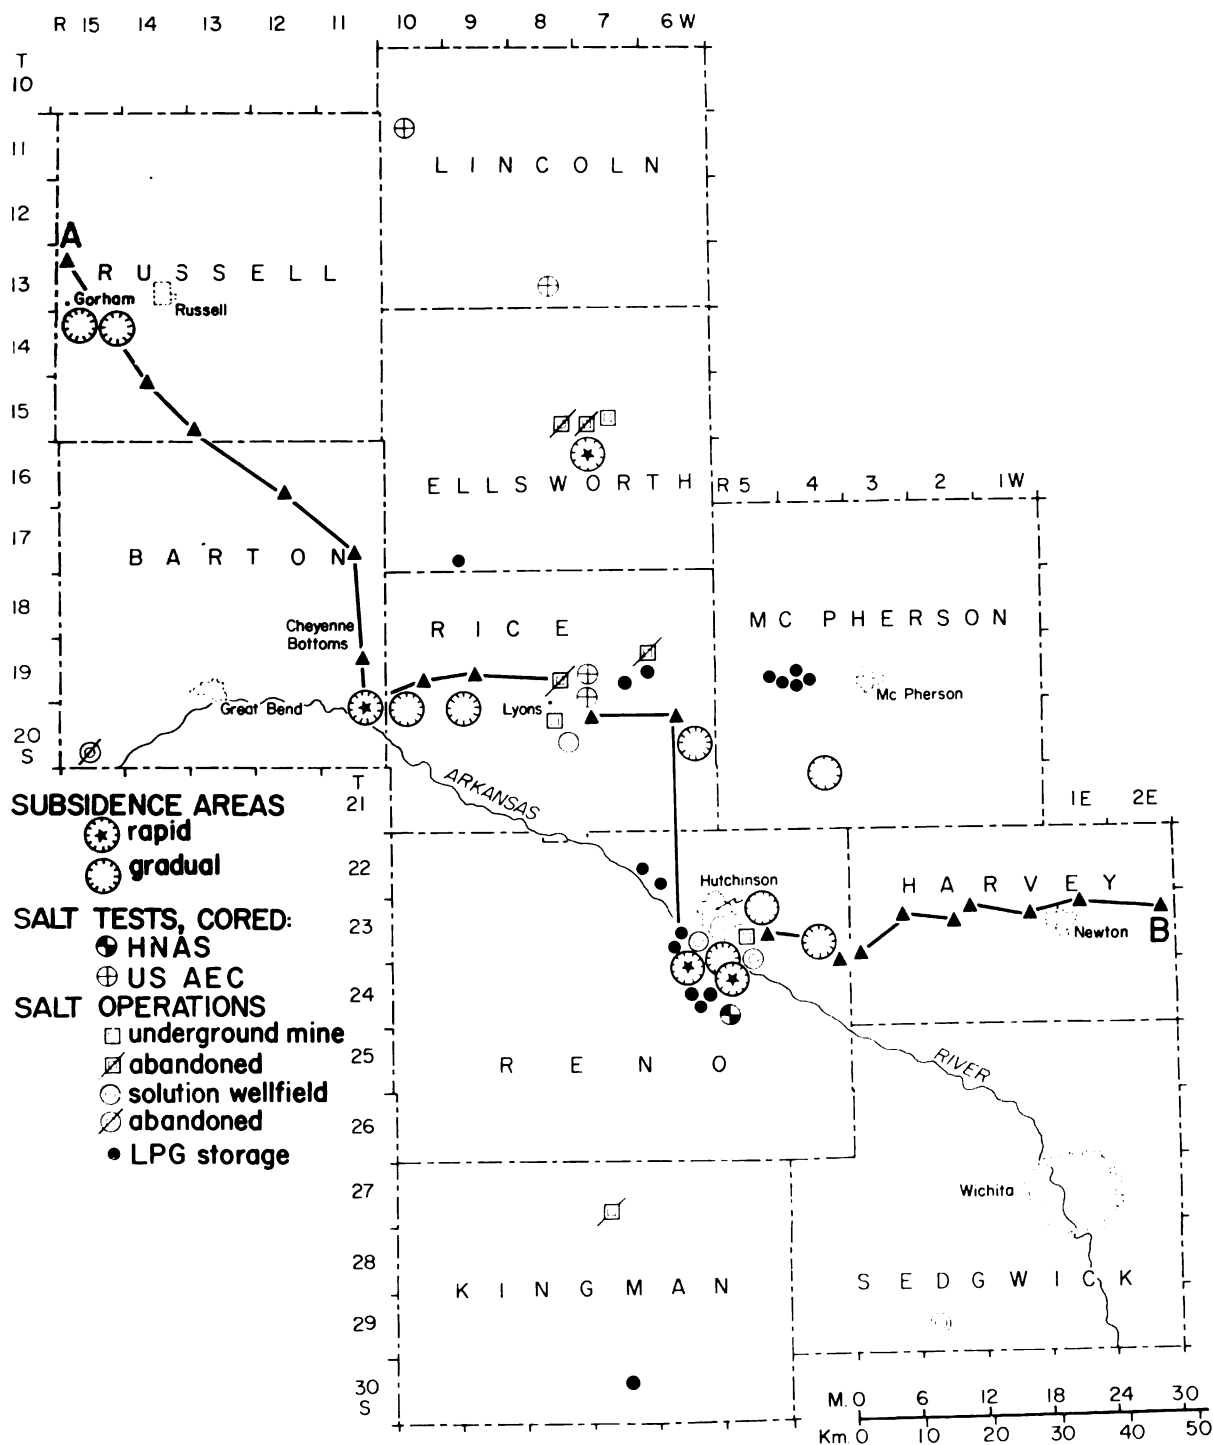 R 15 14 13 12 11 10 9 8 7 6 W
T
10
11
LINCOLN
12
A
RUSSELL
13
Gorham
Russell
14
15
16
ELLSWORTH
R 5 4 3 2 1W
17
BARTON
18
Cheyenne
Bottoms
RICE
MC PHERSON
19
Mc Pherson
Great Bend
Lyons
20
S
ARKANSAS
T
21
1E 2E
SUBSIDENCE AREAS
rapid
gradual
22
Hutchinson
HARVEY
SALT TESTS, CORED:
HNAS
US AEC
23
Newton
B
24
SALT OPERATIONS
underground mine
abandoned
solution wellfield
abandoned
LPG storage
25
RENO
RIVER
26
27
Wichita
28
KINGMAN
SEDGWICK
29
30
S
M. 0 6 12 18 24 30
Km. 0 10 20 30 40 50